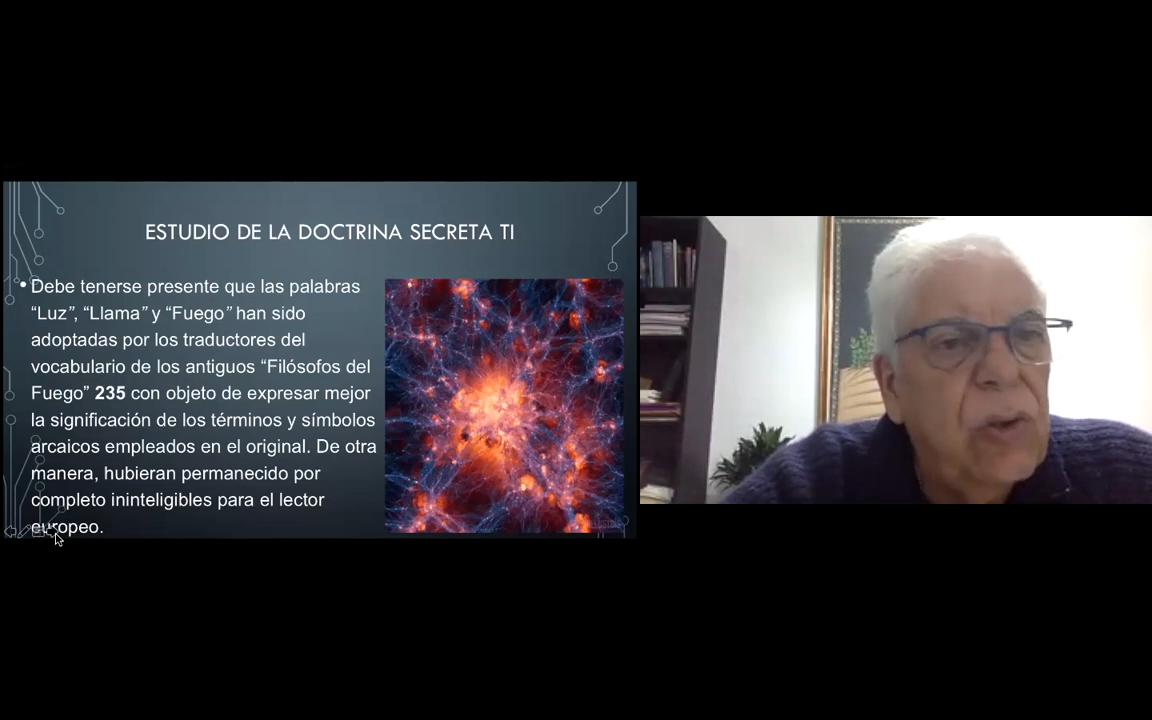 ESTUDIO DE LA DOCTRINA SECRETA TI
• Debe tenerse presente que las palabras
“Luz”, “Llama” y “Fuego” han sido
adoptadas por los traductores del
vocabulario de los antiguos “Filósofos del
Fuego” 235 con objeto de expresar mejor
la significación de los términos y símbolos
arcaicos empleados en el original. De otra
manera, hubieran permanecido por
completo ininteligibles para el lector
europeo.